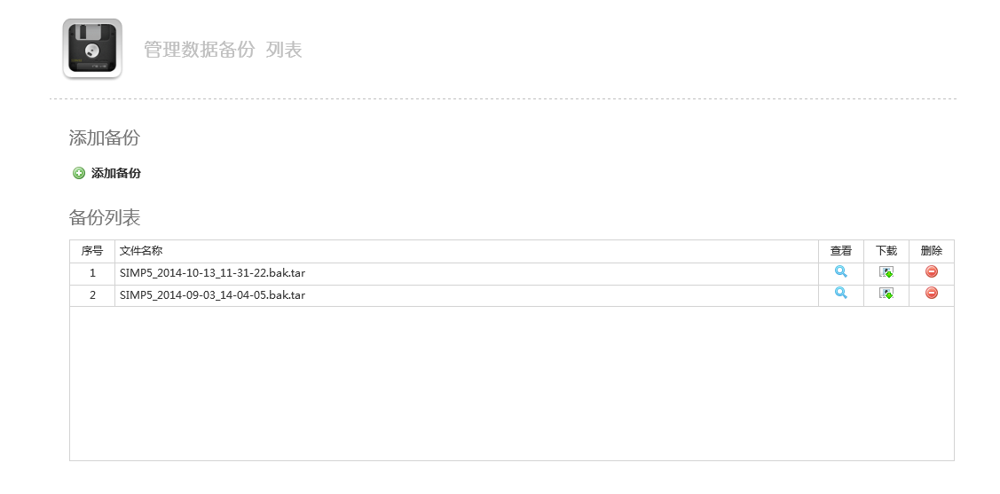 管理数据备份 列表
添加备份
添加备份
备份列表
序号 文件名称 查看 下载 删除
1 SIMP5_2014-10-13_11-31-22.bak.tar
2 SIMP5_2014-09-03_14-04-05.bak.tar